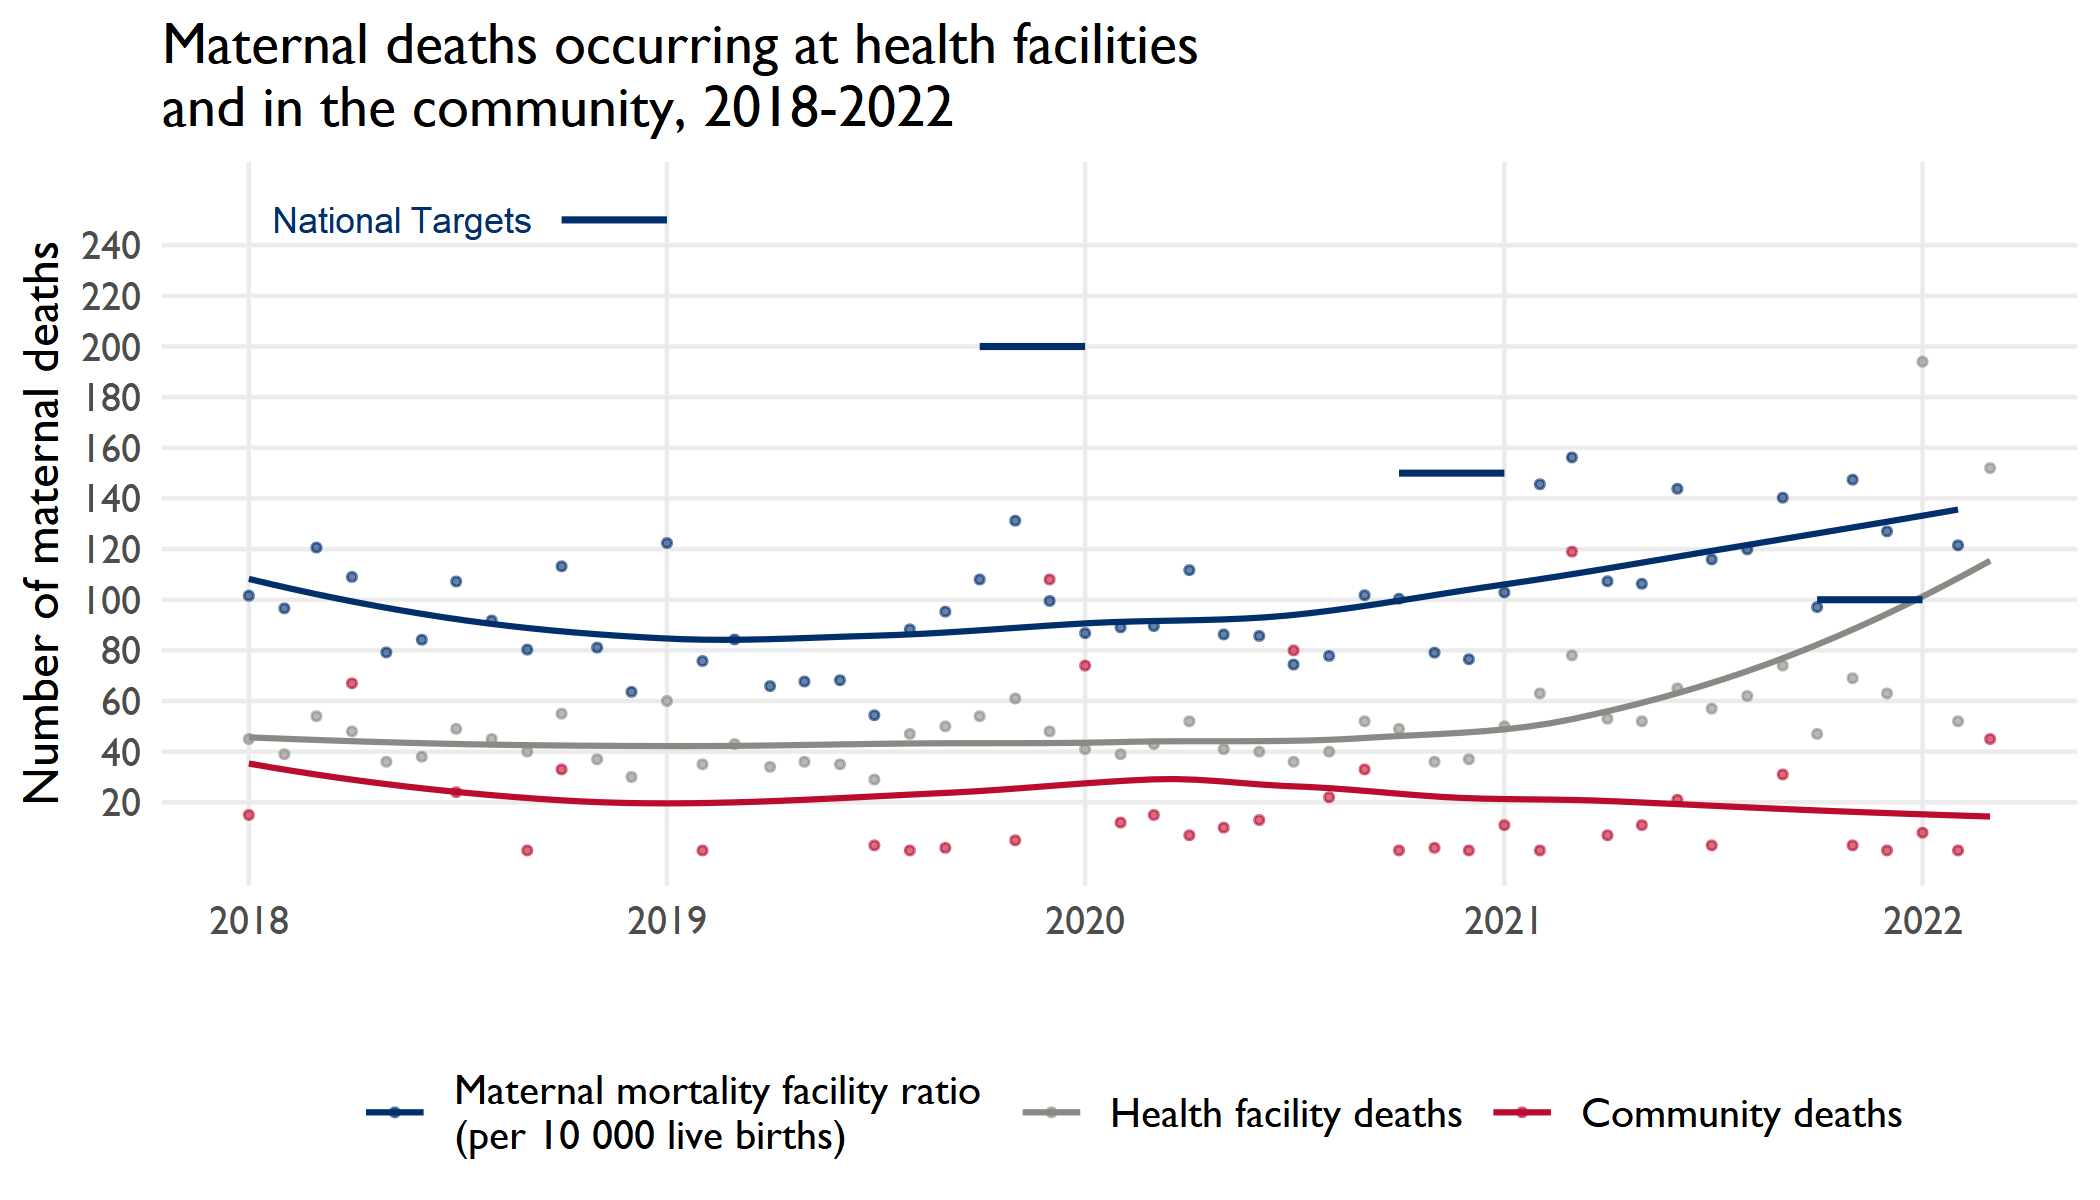 Maternal deaths occurring at health facilities
and in the community, 2018-2022
Number of maternal deaths
National Targets
240
220
200
180
160
140
120
100
80
60
40
20
2018 2019 2020 2021 2022
Maternal mortality facility ratio
(per 10 000 live births)
Health facility deaths
Community deaths